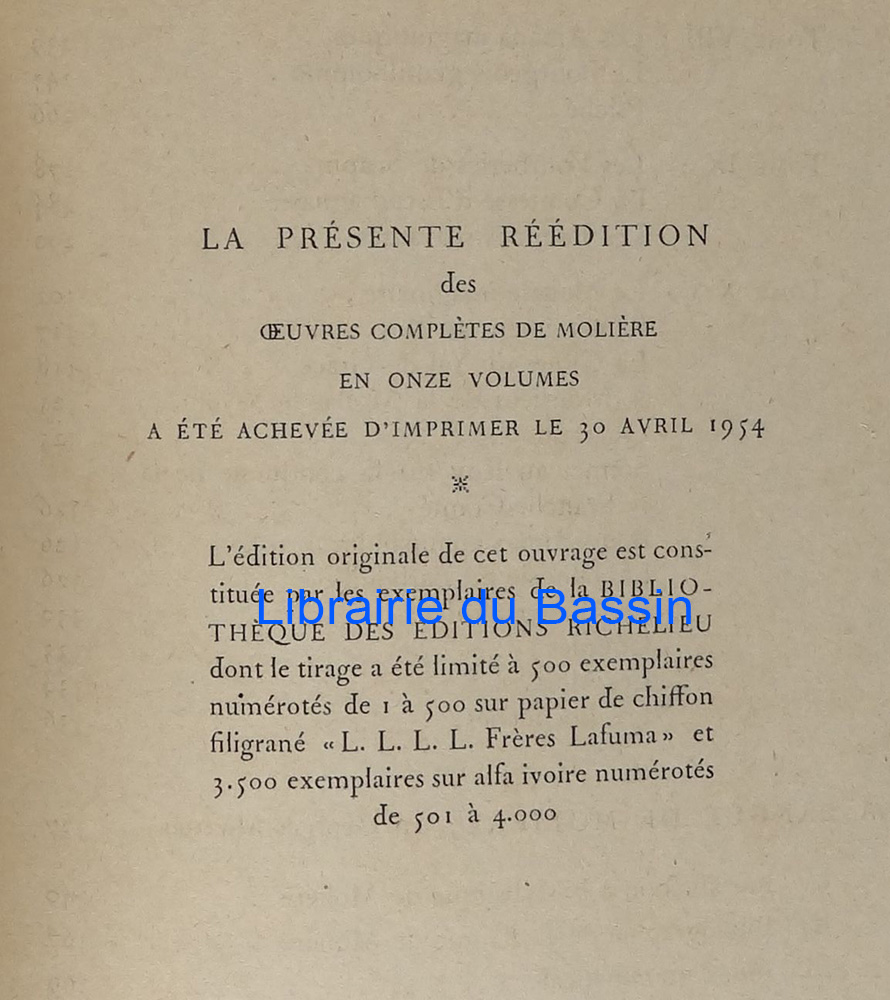 LA PRÉSENTE RÉÉDITION
des
ŒUVRES COMPLÈTES DE MOLIÈRE
EN ONZE VOLUMES
A ÉTÉ ACHEVÉE D'IMPRIMER LE 30 AVRIL 1954
L'édition originale de cet ouvrage est cons-
tituée par les exemplaires de la BIBLIO-
Librairie du Bassin
THÈQUE DES ÉDITIONS RICHELIEU
dont le tirage a été limité à 500 exemplaires
numérotés de 1 à 500 sur papier de chiffon
filigrané « L. L. L. L. Frères Lafuma » et
3.500 exemplaires sur alfa ivoire numérotés
de 501 à 4.000